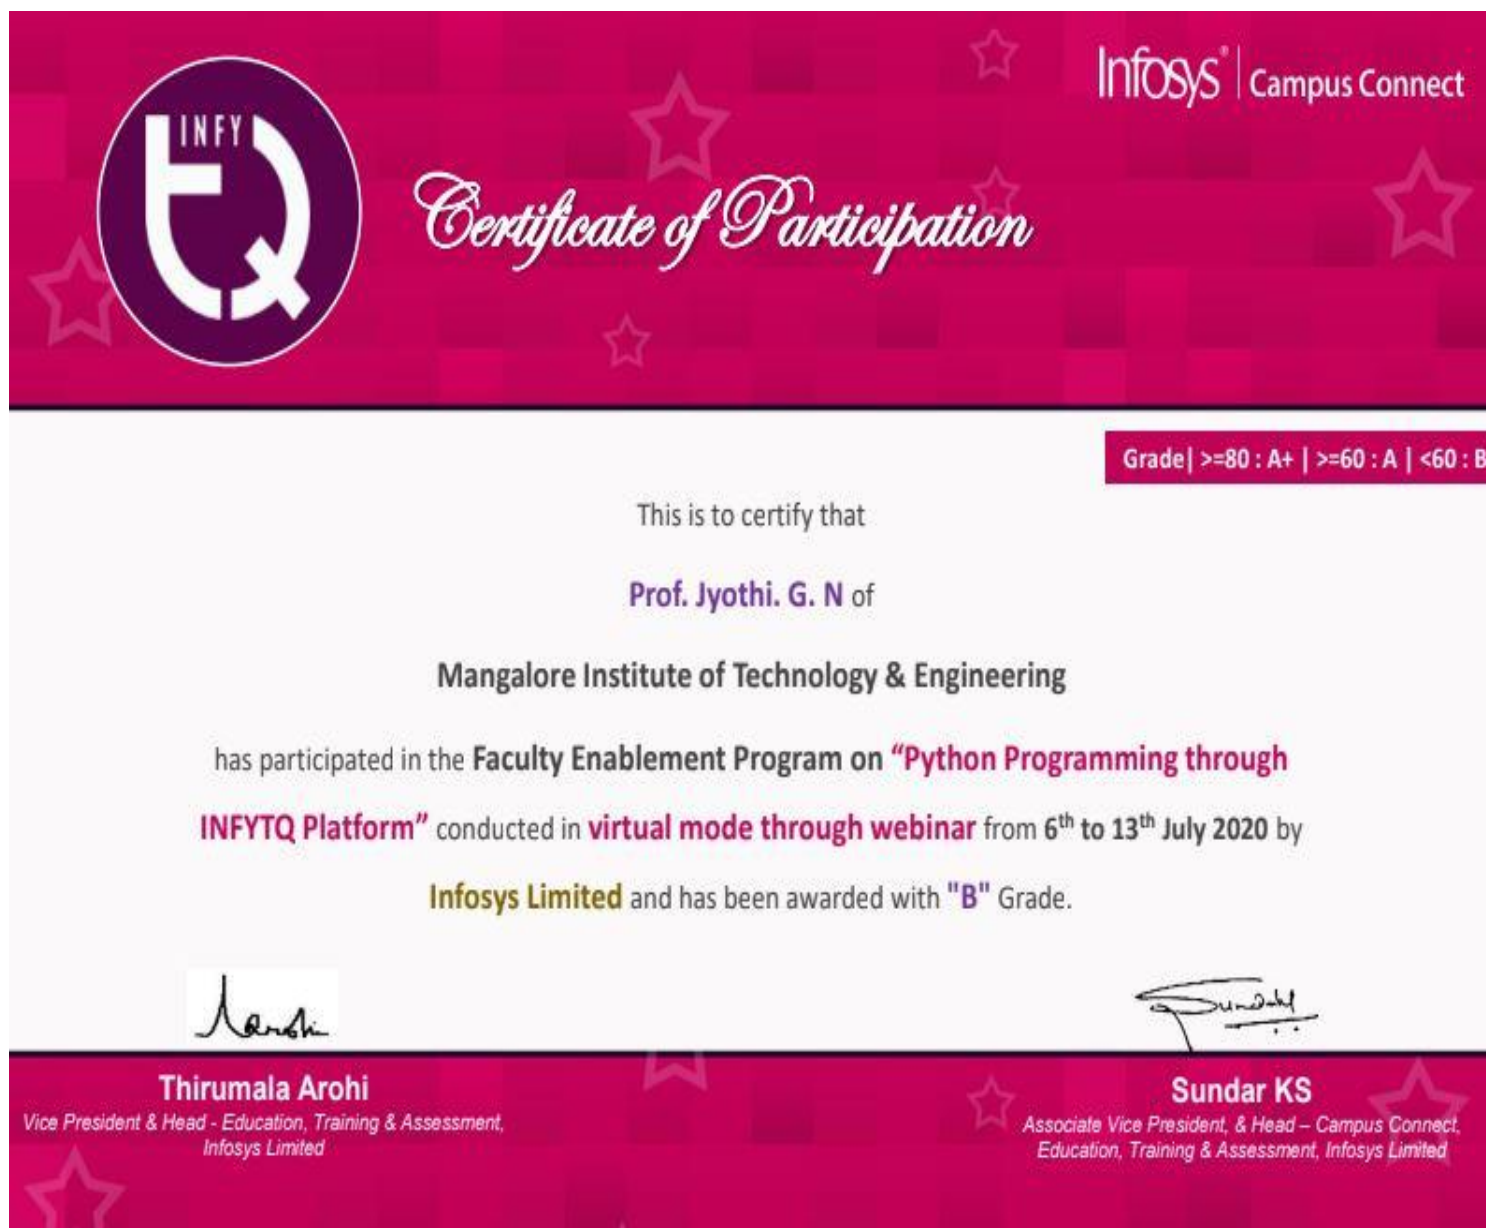 INFY
TQ
Infosys® | Campus Connect
Certificate of Participation
Grade| >=80 : A+ | >=60 : A | <60 : B
This is to certify that
Prof. Jyothi. G. N of
Mangalore Institute of Technology & Engineering
has participated in the Faculty Enablement Program on “Python Programming through
INFYTQ Platform” conducted in virtual mode through webinar from 6th to 13th July 2020 by
Infosys Limited and has been awarded with "B" Grade.
Thirumala Arohi
Vice President & Head - Education, Training & Assessment,
Infosys Limited
Sundar KS
Associate Vice President, & Head – Campus Connect,
Education, Training & Assessment, Infosys Limited